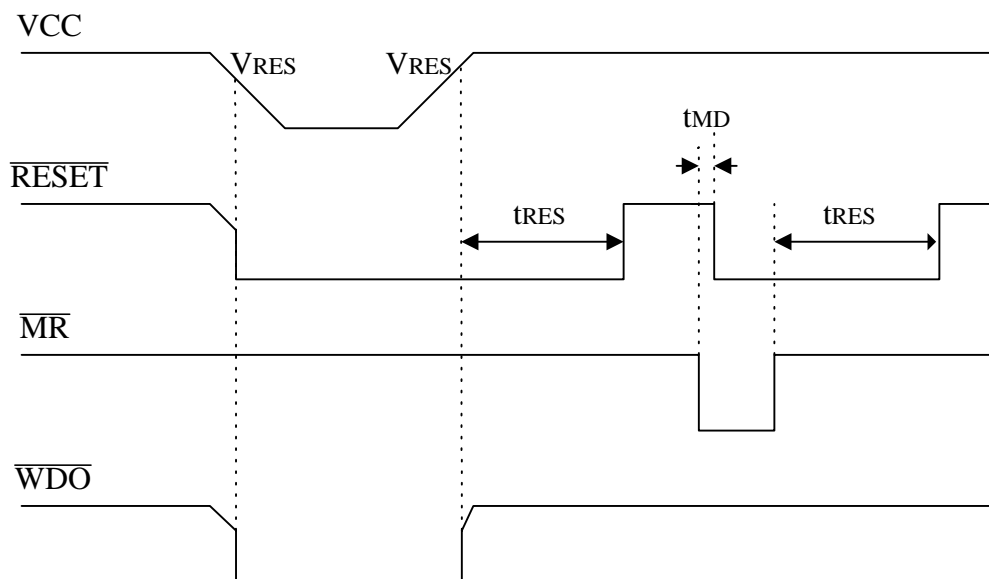 VCC
VRES VRES
tMD
RESET
tRES tRES
MR
WDO